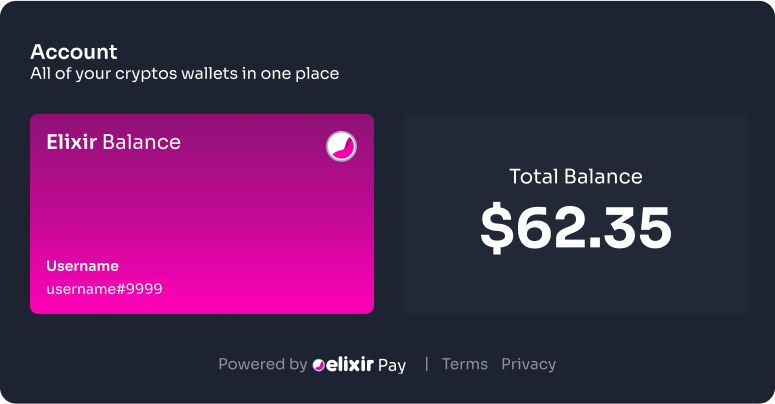 Account
All of your cryptos wallets in one place
Elixir Balance
Username
username#9999
Total Balance
$62.35
Powered by elixir Pay | Terms Privacy